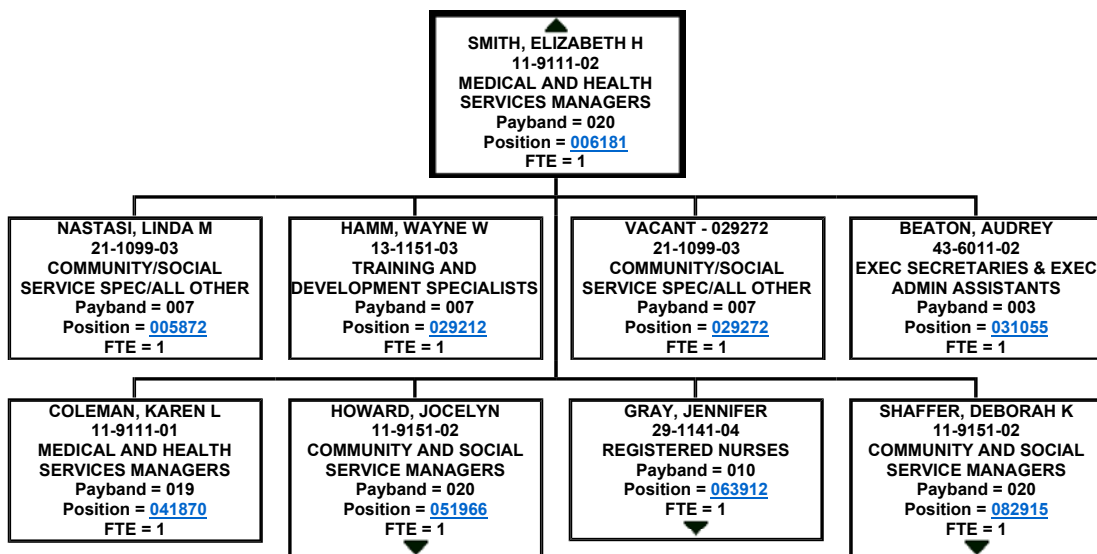 SMITH, ELIZABETH H
11-9111-02
MEDICAL AND HEALTH
SERVICES MANAGERS
Payband = 020
Position = 006181
FTE = 1
NASTASI, LINDA M
21-1099-03
COMMUNITY/SOCIAL
SERVICE SPEC/ALL OTHER
Payband = 007
Position = 005872
FTE = 1
HAMM, WAYNE W
13-1151-03
TRAINING AND
DEVELOPMENT SPECIALISTS
Payband = 007
Position = 029212
FTE = 1
VACANT - 029272
21-1099-03
COMMUNITY/SOCIAL
SERVICE SPEC/ALL OTHER
Payband = 007
Position = 029272
FTE = 1
BEATON, AUDREY
43-6011-02
EXEC SECRETARIES & EXEC
ADMIN ASSISTANTS
Payband = 003
Position = 031055
FTE = 1
COLEMAN, KAREN L
11-9111-01
MEDICAL AND HEALTH
SERVICES MANAGERS
Payband = 019
Position = 041870
FTE = 1
HOWARD, JOCELYN
11-9151-02
COMMUNITY AND SOCIAL
SERVICE MANAGERS
Payband = 020
Position = 051966
FTE = 1
GRAY, JENNIFER
29-1141-04
REGISTERED NURSES
Payband = 010
Position = 063912
FTE = 1
SHAFFER, DEBORAH K
11-9151-02
COMMUNITY AND SOCIAL
SERVICE MANAGERS
Payband = 020
Position = 082915
FTE = 1